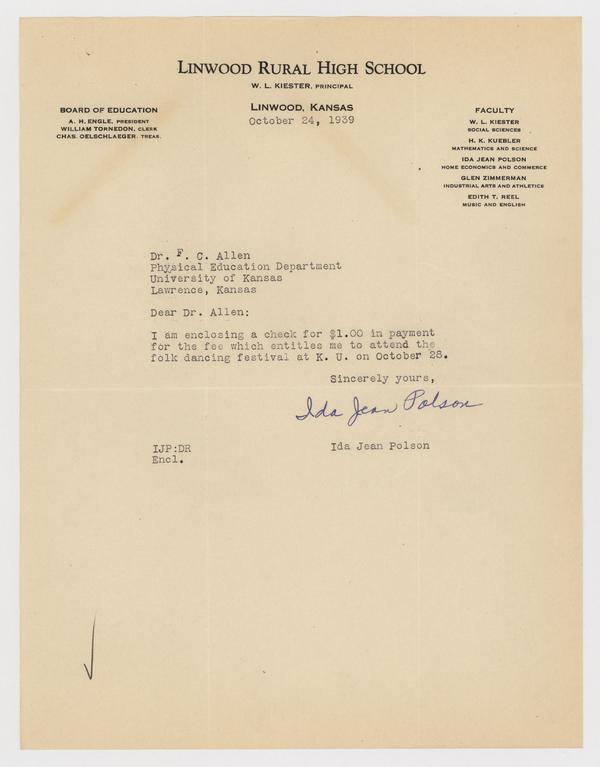 LINWOOD RURAL HIGH SCHOOL
W. L. KIESTER, PRINCIPAL
LINWOOD, KANSAS
October 24, 1939
BOARD OF EDUCATION
A. H. ENGLE, PRESIDENT
WILLIAM TORNEDON, CLERK
CHAS. OELSCHLAEGER, TREAS.
FACULTY
W. L. KIESTER
SOCIAL SCIENCES
H. K. KUEBLER
MATHEMATICS AND SCIENCE
IDA JEAN POLSON
HOME ECONOMICS AND COMMERCE
GLEN ZIMMERMAN
INDUSTRIAL ARTS AND ATHLETICS
EDITH T. REEL
MUSIC AND ENGLISH
Dr. F. C. Allen
Physical Education Department
University of Kansas
Lawrence, Kansas
Dear Dr. Allen:
I am enclosing a check for $1.00 in payment
for the fee which entitles me to attend the
folk dancing festival at K. U. on October 28.
Sincerely yours,
Ida Jean Polson
Ida Jean Polson
IJP:DR
Encl.